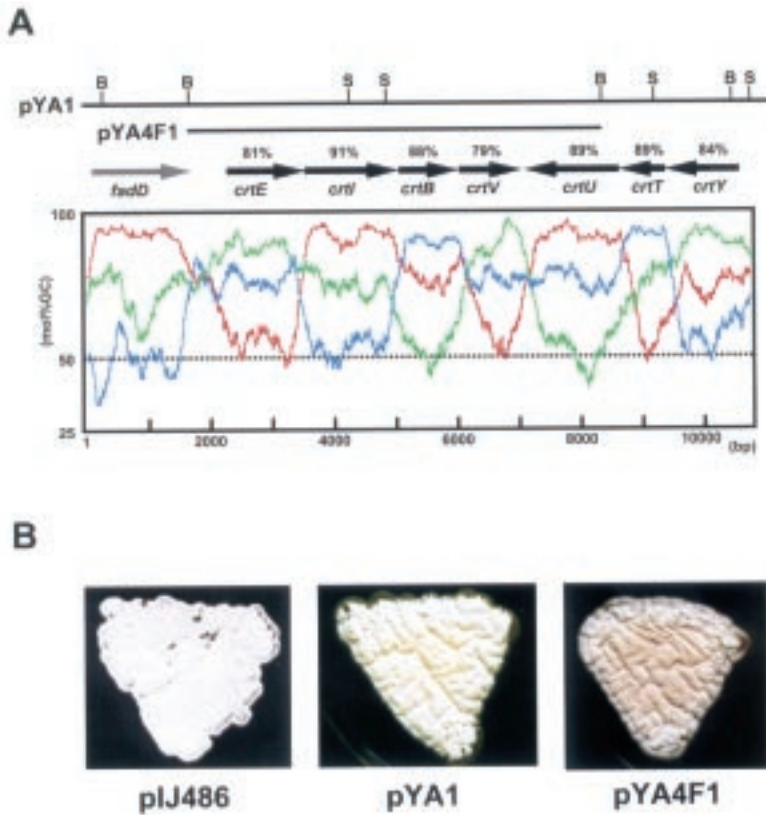 A
B B S S B S B S
pYA1
pYA4F1
81% 91% 88% 79% 89% 89% 84%
fadD crtE crtI crtB crtV crtU crtT crtY
100
(mol%GC)
50
25
1 2000 4000 6000 8000 10000 (bp)
B
pIJ486 pYA1 pYA4F1